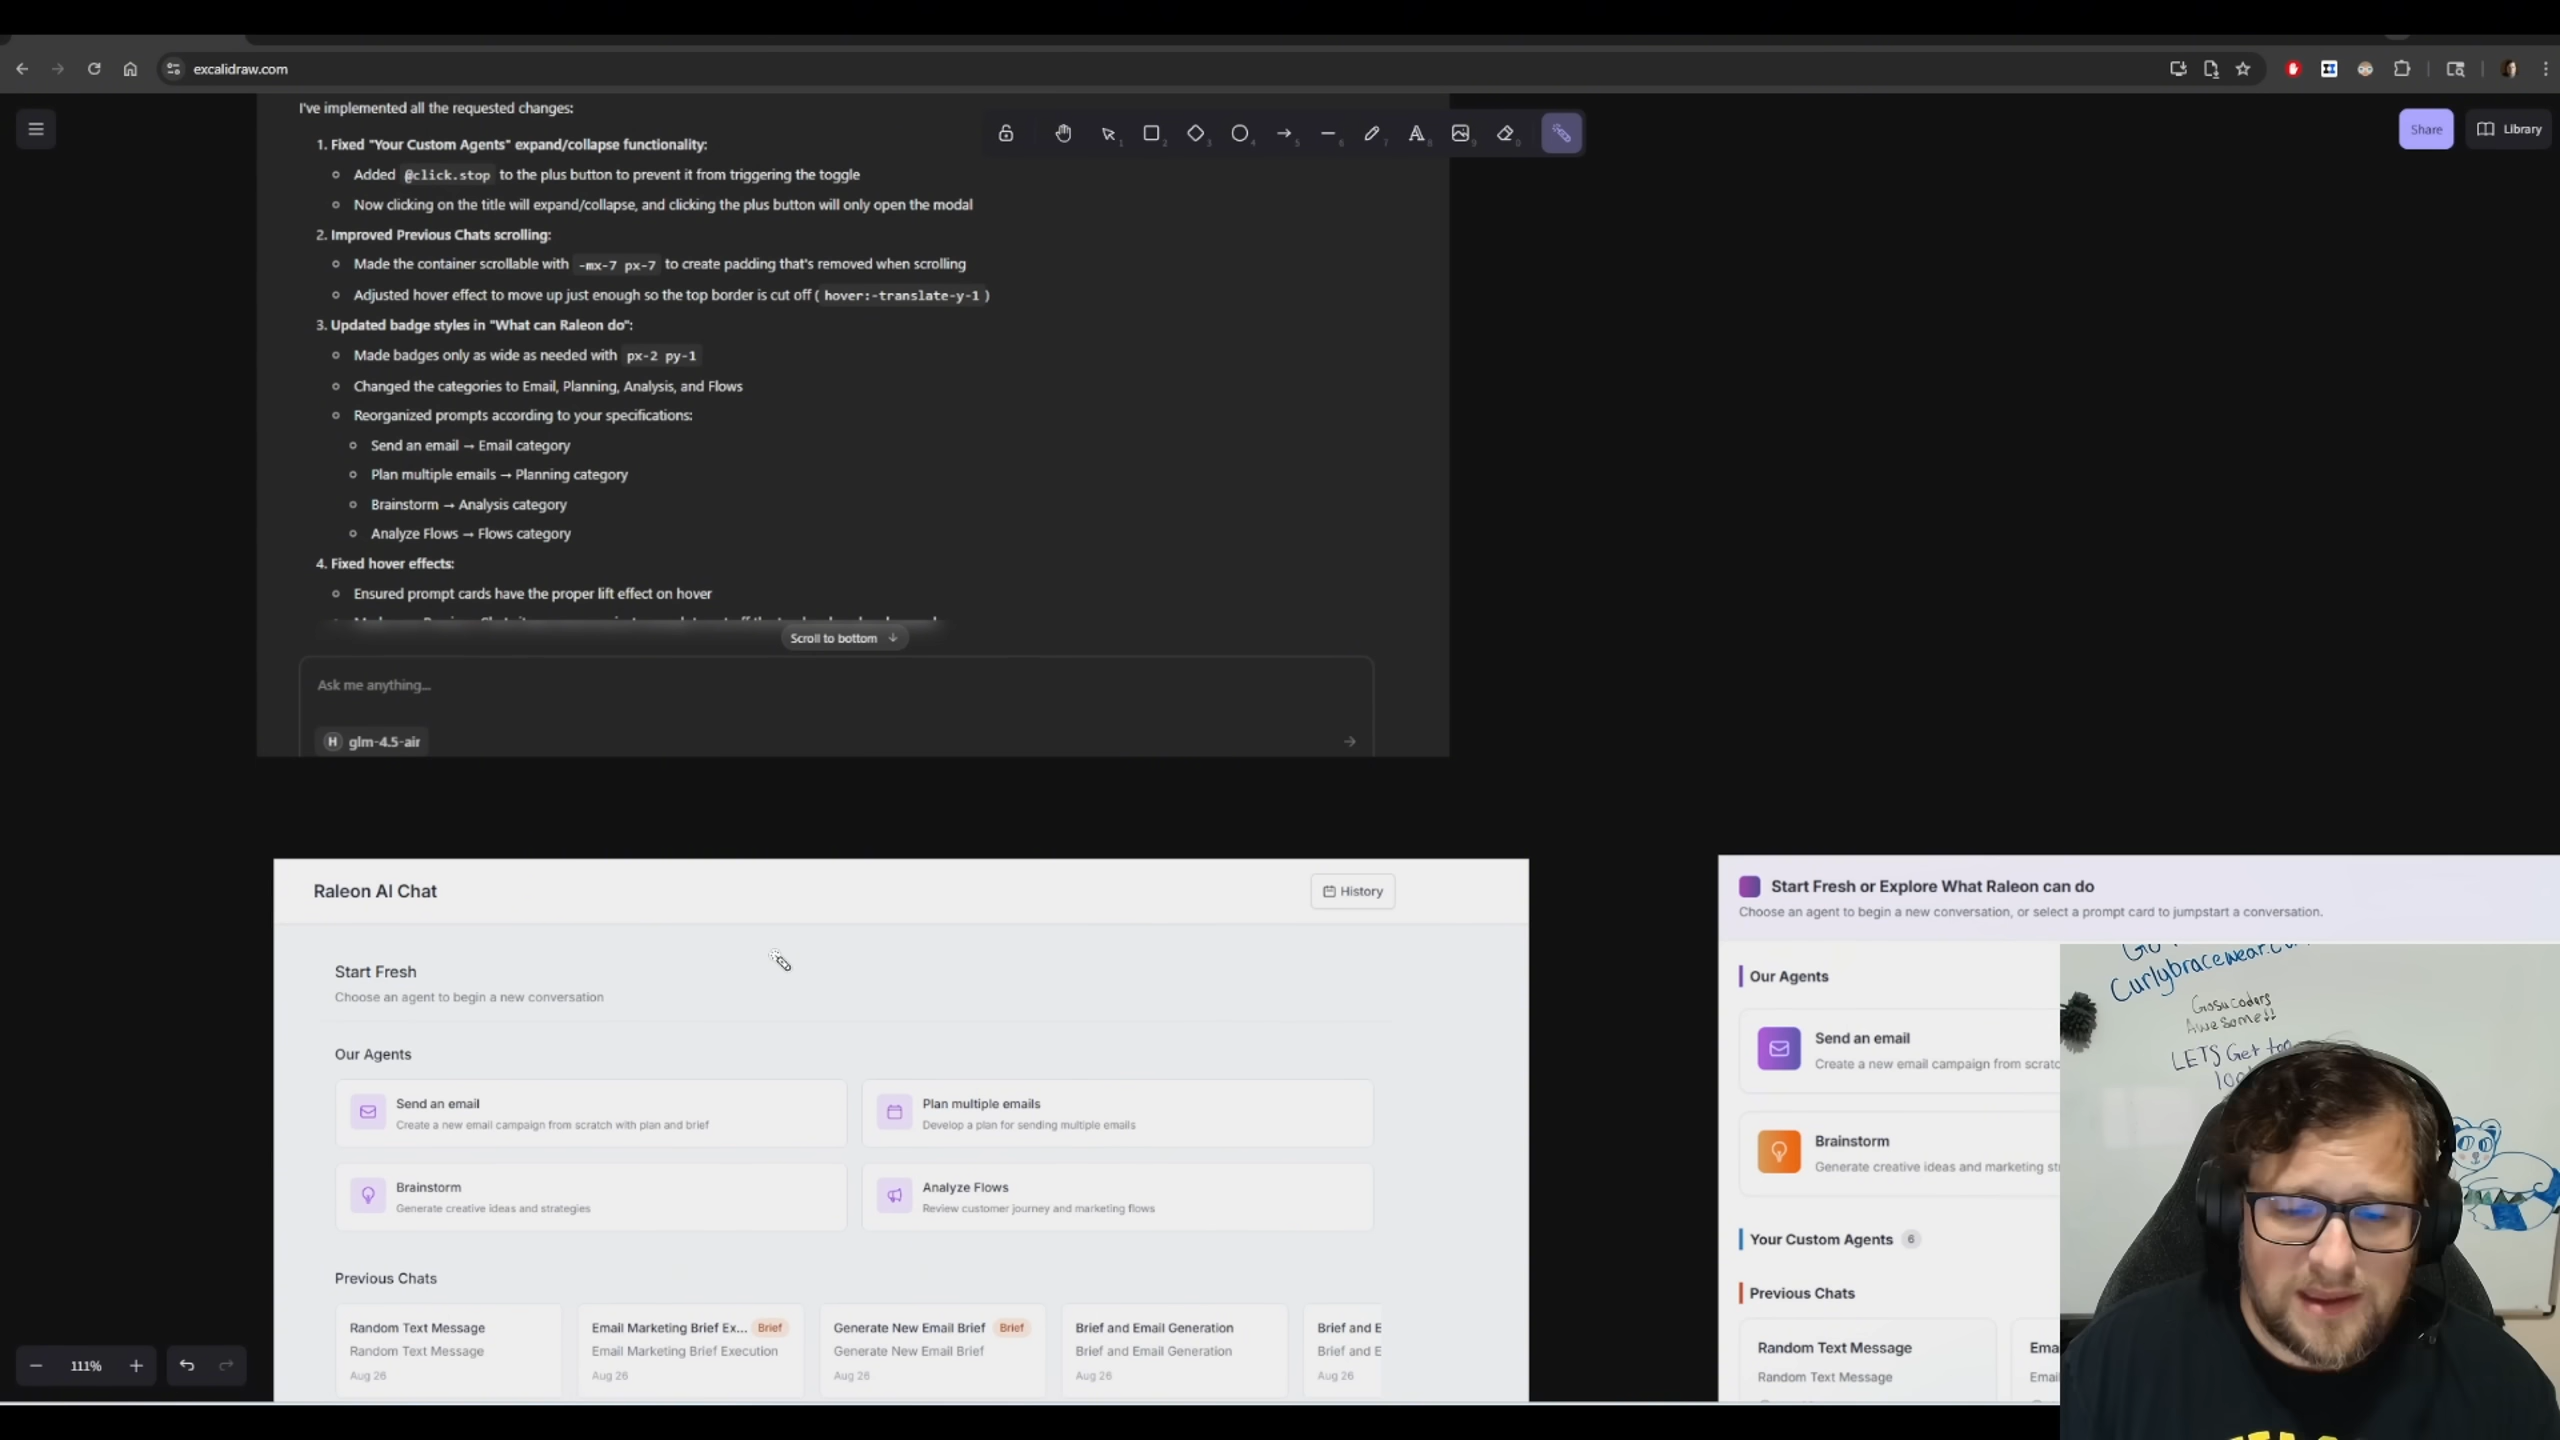 excalidraw.com
I've implemented all the requested changes:
1. Fixed "Your Custom Agents" expand/collapse functionality:
Added @click.stop to the plus button to prevent it from triggering the toggle
Now clicking on the title will expand/collapse, and clicking the plus button will only open the modal
2. Improved Previous Chats scrolling:
Made the container scrollable with -mx-7 px-7 to create padding that's removed when scrolling
Adjusted hover effect to move up just enough so the top border is cut off ( hover:-translate-y-1 )
3. Updated badge styles in "What can Raleon do":
Made badges only as wide as needed with px-2 py-1
Changed the categories to Email, Planning, Analysis, and Flows
Reorganized prompts according to your specifications:
Send an email → Email category
Plan multiple emails → Planning category
Brainstorm → Analysis category
Analyze Flows → Flows category
4. Fixed hover effects:
Ensured prompt cards have the proper lift effect on hover
Scroll to bottom ↓
Ask me anything...
H glm-4.5-air
1
2
3
4
5
6
7
8
9
0
Share
Library
Raleon AI Chat
History
Start Fresh
Choose an agent to begin a new conversation
Our Agents
Send an email
Create a new email campaign from scratch with plan and brief
Plan multiple emails
Develop a plan for sending multiple emails
Brainstorm
Generate creative ideas and strategies
Analyze Flows
Review customer journey and marketing flows
Previous Chats
Random Text Message
Random Text Message
Aug 26
Email Marketing Brief Ex... Brief
Email Marketing Brief Execution
Aug 26
Generate New Email Brief Brief
Generate New Email Brief
Aug 26
Brief and Email Generation
Brief and Email Generation
Aug 26
Brief and E
Brief and E
Aug 26
Start Fresh or Explore What Raleon can do
Choose an agent to begin a new conversation, or select a prompt card to jumpstart a conversation.
Our Agents
Send an email
Create a new email campaign from scratc
Brainstorm
Generate creative ideas and marketing st
Your Custom Agents 6
Previous Chats
Random Text Message
Random Text Message
Ema
Email
Curlybracewear.c
Gosucoders
Awesome!!
LETS Get to
100
111%